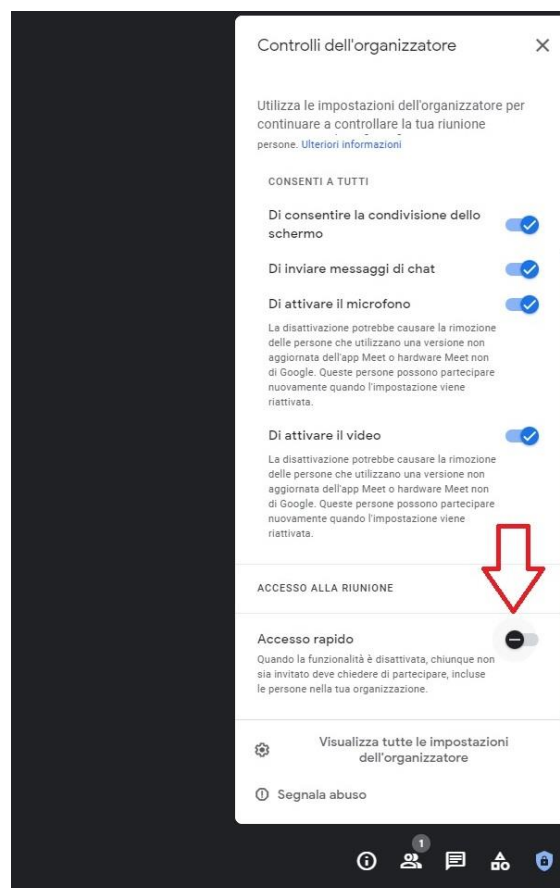 Controlli dell'organizzatore
Utilizza le impostazioni dell'organizzatore per
continuare a controllare la tua riunione
persone. Ulteriori informazioni
CONSENTI A TUTTI
Di consentire la condivisione dello
schermo
Di inviare messaggi di chat
Di attivare il microfono
La disattivazione potrebbe causare la rimozione
delle persone che utilizzano una versione non
aggiornata dell'app Meet o hardware Meet non
di Google. Queste persone possono partecipare
nuovamente quando l'impostazione viene
riattivata.
Di attivare il video
La disattivazione potrebbe causare la rimozione
delle persone che utilizzano una versione non
aggiornata dell'app Meet o hardware Meet non
di Google. Queste persone possono partecipare
nuovamente quando l'impostazione viene
riattivata.
ACCESSO ALLA RIUNIONE
Accesso rapido
Quando la funzionalità è disattivata, chiunque non
sia invitato deve chiedere di partecipare, incluse
le persone nella tua organizzazione.
Visualizza tutte le impostazioni
dell'organizzatore
Segnala abuso
1